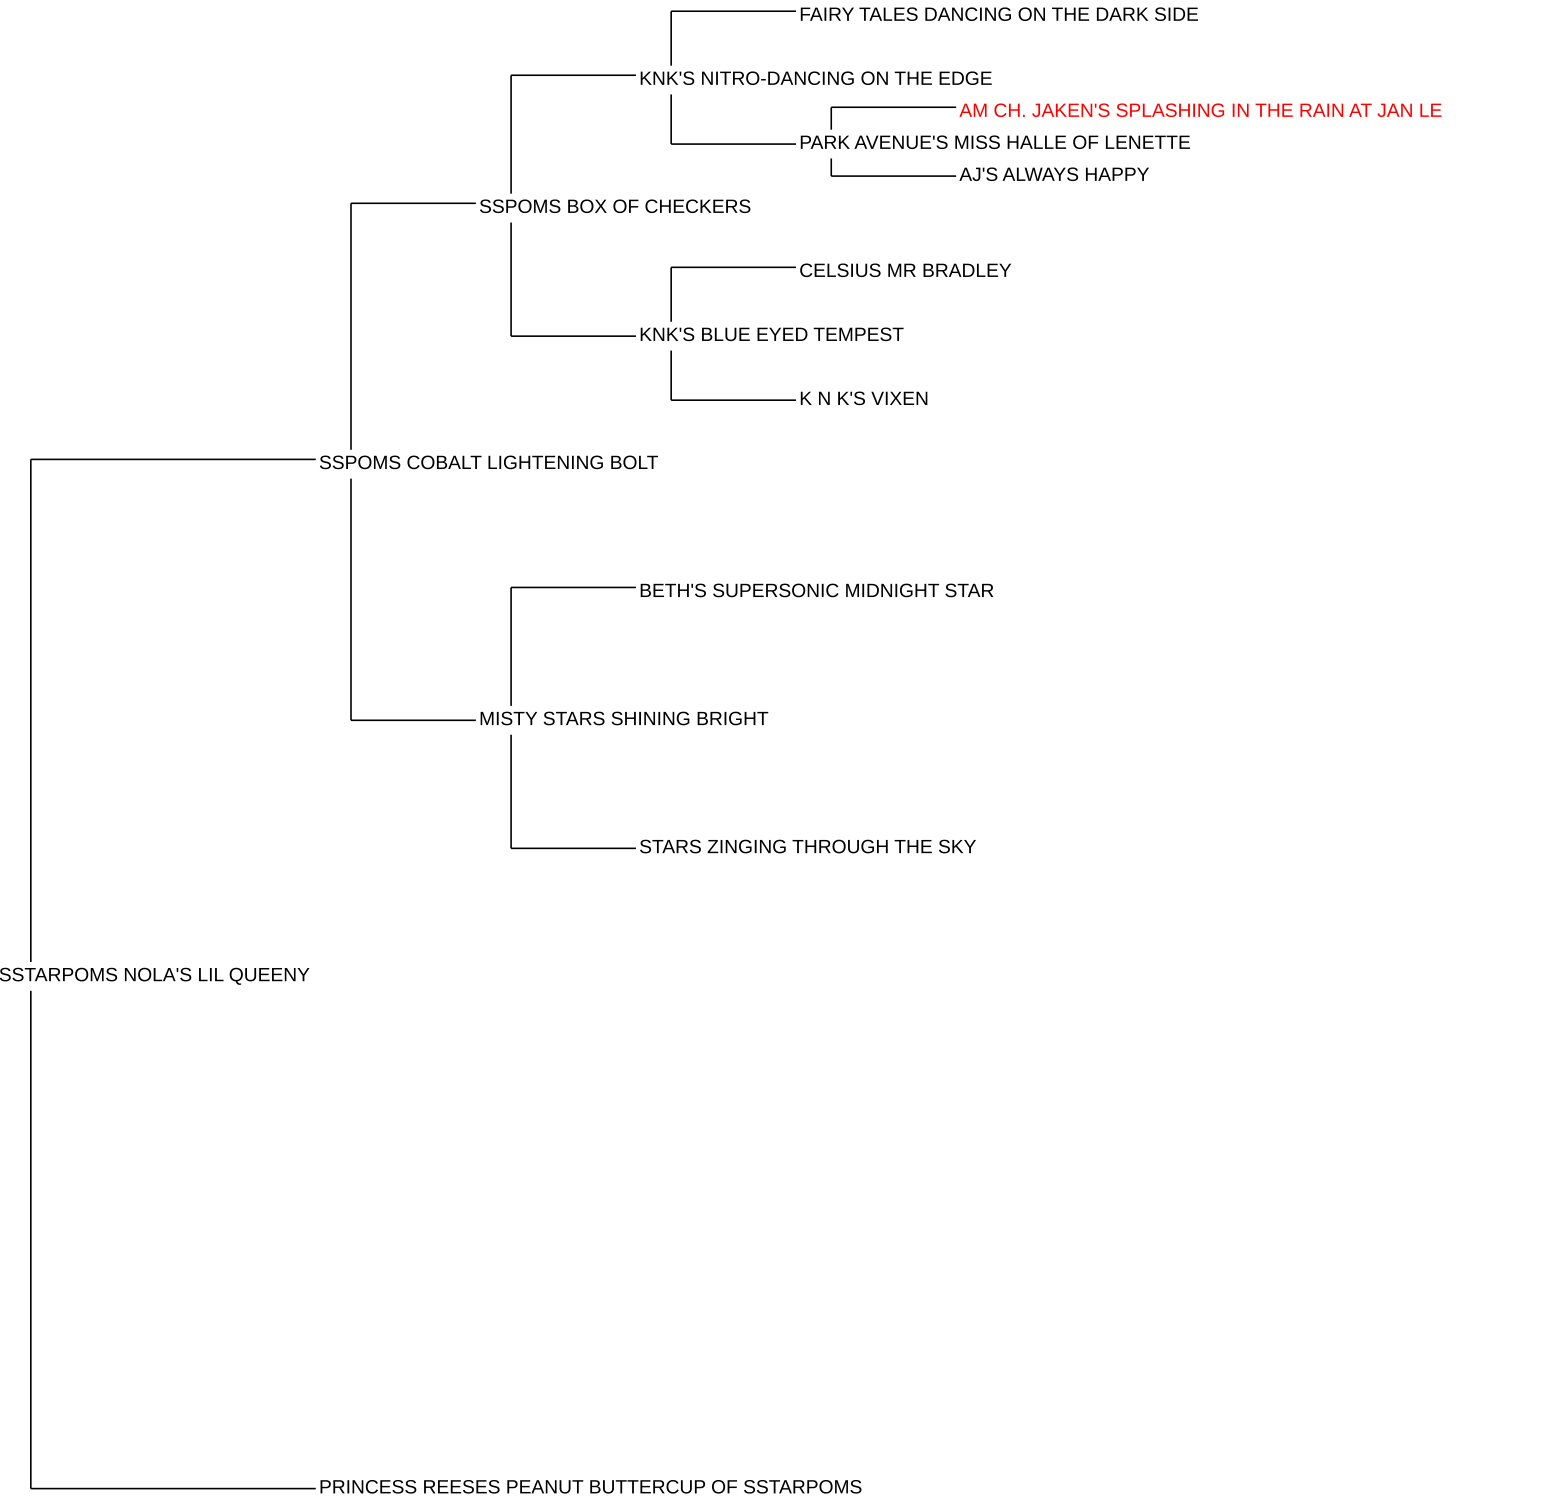 FAIRY TALES DANCING ON THE DARK SIDE
KNK'S NITRO-DANCING ON THE EDGE
AM CH. JAKEN'S SPLASHING IN THE RAIN AT JAN LE
PARK AVENUE'S MISS HALLE OF LENETTE
AJ'S ALWAYS HAPPY
SSPOMS BOX OF CHECKERS
CELSIUS MR BRADLEY
KNK'S BLUE EYED TEMPEST
K N K'S VIXEN
SSPOMS COBALT LIGHTENING BOLT
BETH'S SUPERSONIC MIDNIGHT STAR
MISTY STARS SHINING BRIGHT
STARS ZINGING THROUGH THE SKY
SSTARPOMS NOLA'S LIL QUEENY
PRINCESS REESES PEANUT BUTTERCUP OF SSTARPOMS